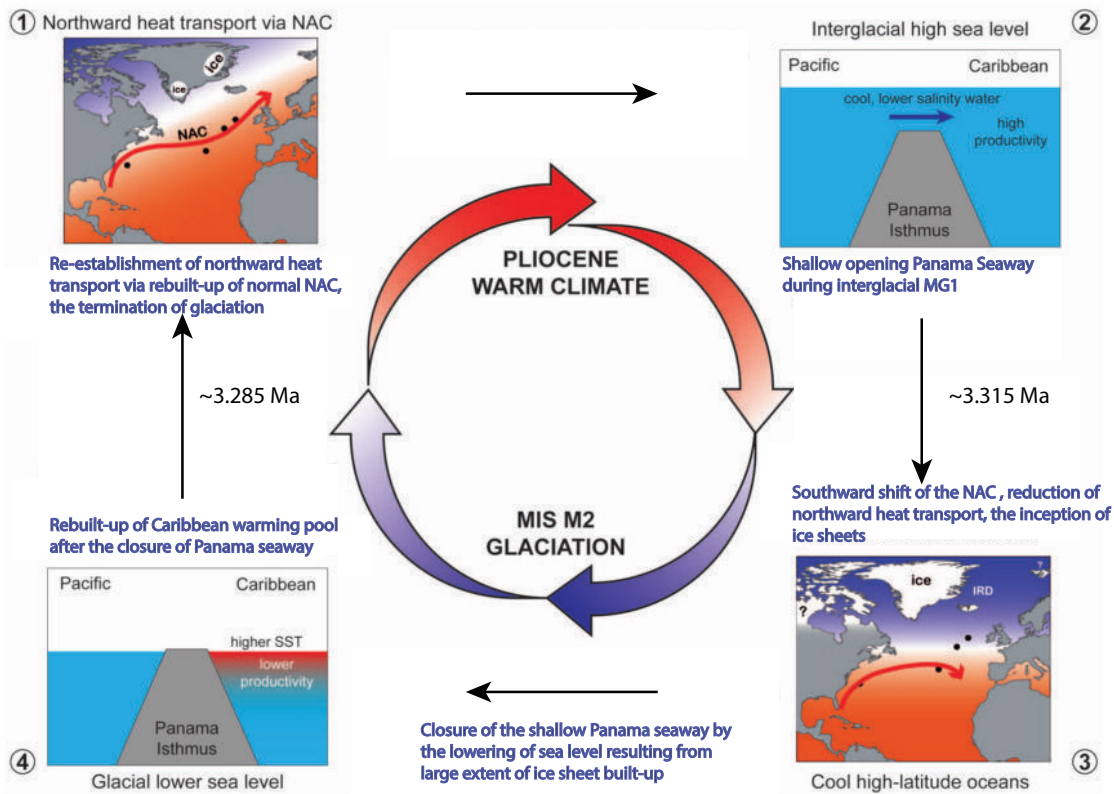 ① Northward heat transport via NAC
ice
ice
NAC
Re-establishment of northward heat
transport via rebuilt-up of normal NAC,
the termination of glaciation
②
Interglacial high sea level
Pacific Caribbean
cool, lower salinity water
high
productivity
Panama
Isthmus
Shallow opening Panama Seaway
during interglacial MG1
PLIOCENE
WARM CLIMATE
~3.285 Ma
~3.315 Ma
MIS M2
GLACIATION
Southward shift of the NAC , reduction of
northward heat transport, the inception of
ice sheets
ice
IRD
?
?
③
Cool high-latitude oceans
Closure of the shallow Panama seaway by
the lowering of sea level resulting from
large extent of ice sheet built-up
Rebuilt-up of Caribbean warming pool
after the closure of Panama seaway
Pacific Caribbean
higher SST
lower
productivity
Panama
Isthmus
④
Glacial lower sea level